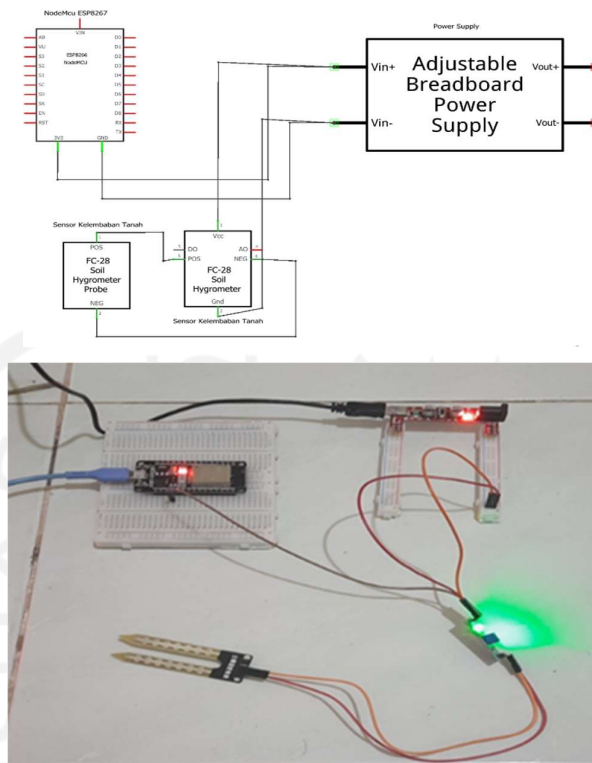 NodeMcu ESP8267
VIN
A0
VU
S3
S2
S1
SC
SO
SK
EN
RST
ESP8266
NodeMCU
D0
D1
D2
D3
D4
D5
D6
D7
D8
RX
TX
3V3
GND
Power Supply
Vin+
Vin-
Adjustable
Breadboard
Power
Supply
Vout+
Vout-
Sensor Kelembaban Tanah
POS
FC-28
Soil
Hygrometer
Probe
NEG
Vcc
DO
POS
AO
NEG
FC-28
Soil
Hygrometer
Gnd
Sensor Kelembaban Tanah